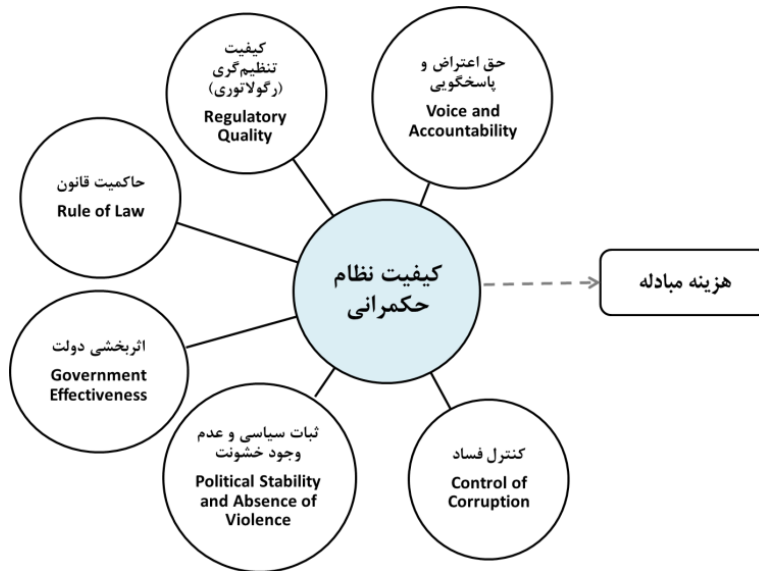 کیفیت
تنظیم‌گری
(رگولاتوری)
Regulatory
Quality
حق اعتراض و
پاسخگویی
Voice and
Accountability
حاکمیت قانون
Rule of Law
کیفیت نظام
حکمرانی
هزینه مبادله
اثربخشی دولت
Government
Effectiveness
ثبات سیاسی و عدم
وجود خشونت
Political Stability
and Absence of
Violence
کنترل فساد
Control of
Corruption